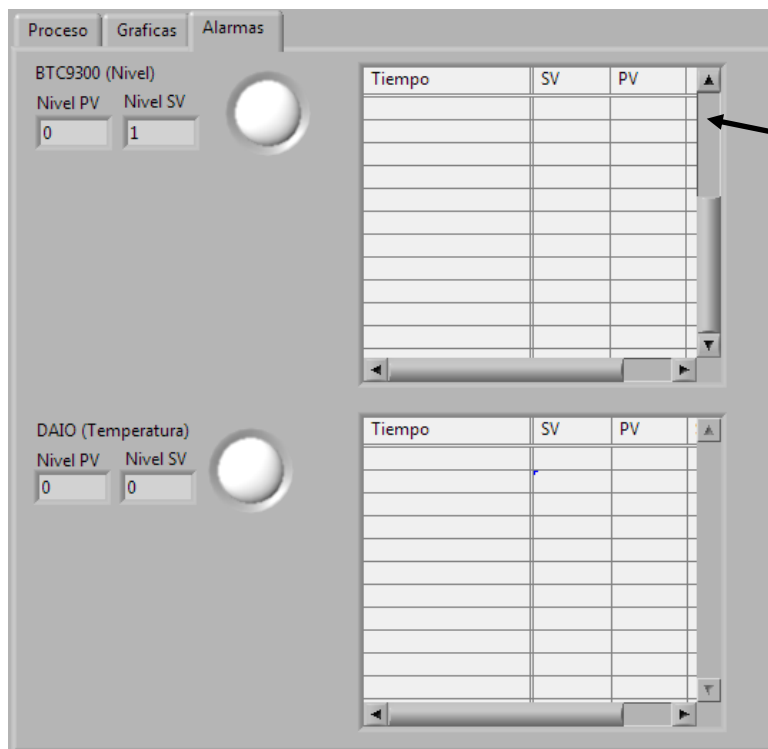 Proceso Graficas Alarmas
BTC9300 (Nivel)
Nivel PV Nivel SV
0 1
Tiempo SV PV
DAIO (Temperatura)
Nivel PV Nivel SV
0 0
Tiempo SV PV